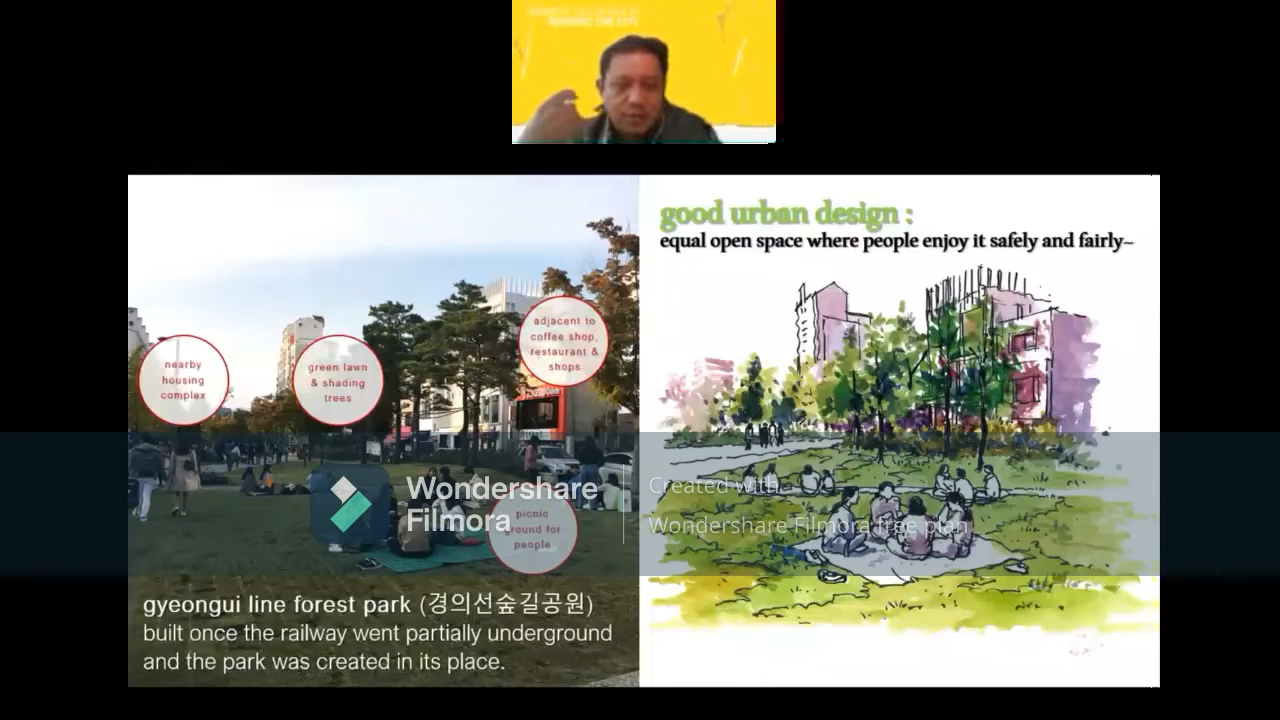 good urban design :
equal open space where people enjoy it safely and fairly~
nearby
housing
complex
green lawn
& shading
trees
adjacent to
coffee shop,
restaurant &
shops
Wondershare
Filmora
Created with
Wondershare Filmora free plan
picnic
ground for
people
gyeongui line forest park (경의선숲길공원)
built once the railway went partially underground
and the park was created in its place.